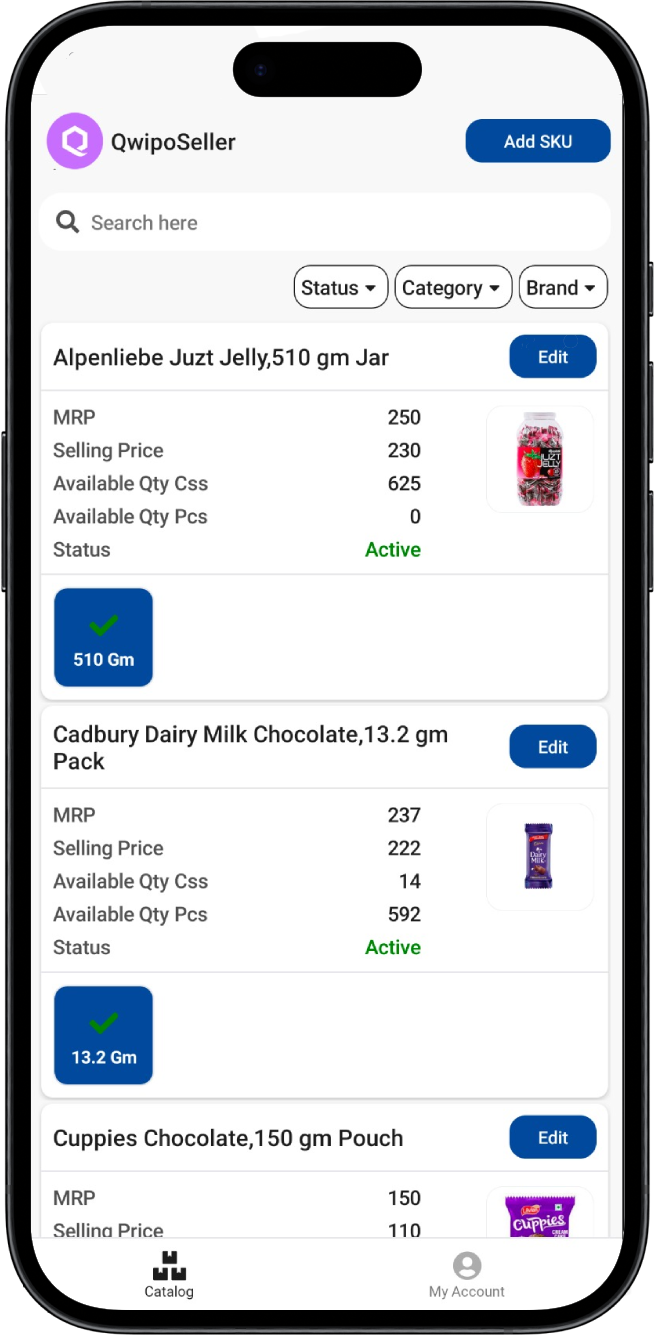 QwipoSeller
Add SKU
Search here
Status
Category
Brand
Alpenliebe Juzt Jelly,510 gm Jar
Edit
MRP 250
Selling Price 230
Available Qty Css 625
Available Qty Pcs 0
Status Active
JUZT
JELLY
510 Gm
Cadbury Dairy Milk Chocolate,13.2 gm
Pack
Edit
MRP 237
Selling Price 222
Available Qty Css 14
Available Qty Pcs 592
Status Active
Dairy
Milk
13.2 Gm
Cuppies Chocolate,150 gm Pouch
Edit
MRP 150
Selling Price 110
Cuppies
Catalog
My Account